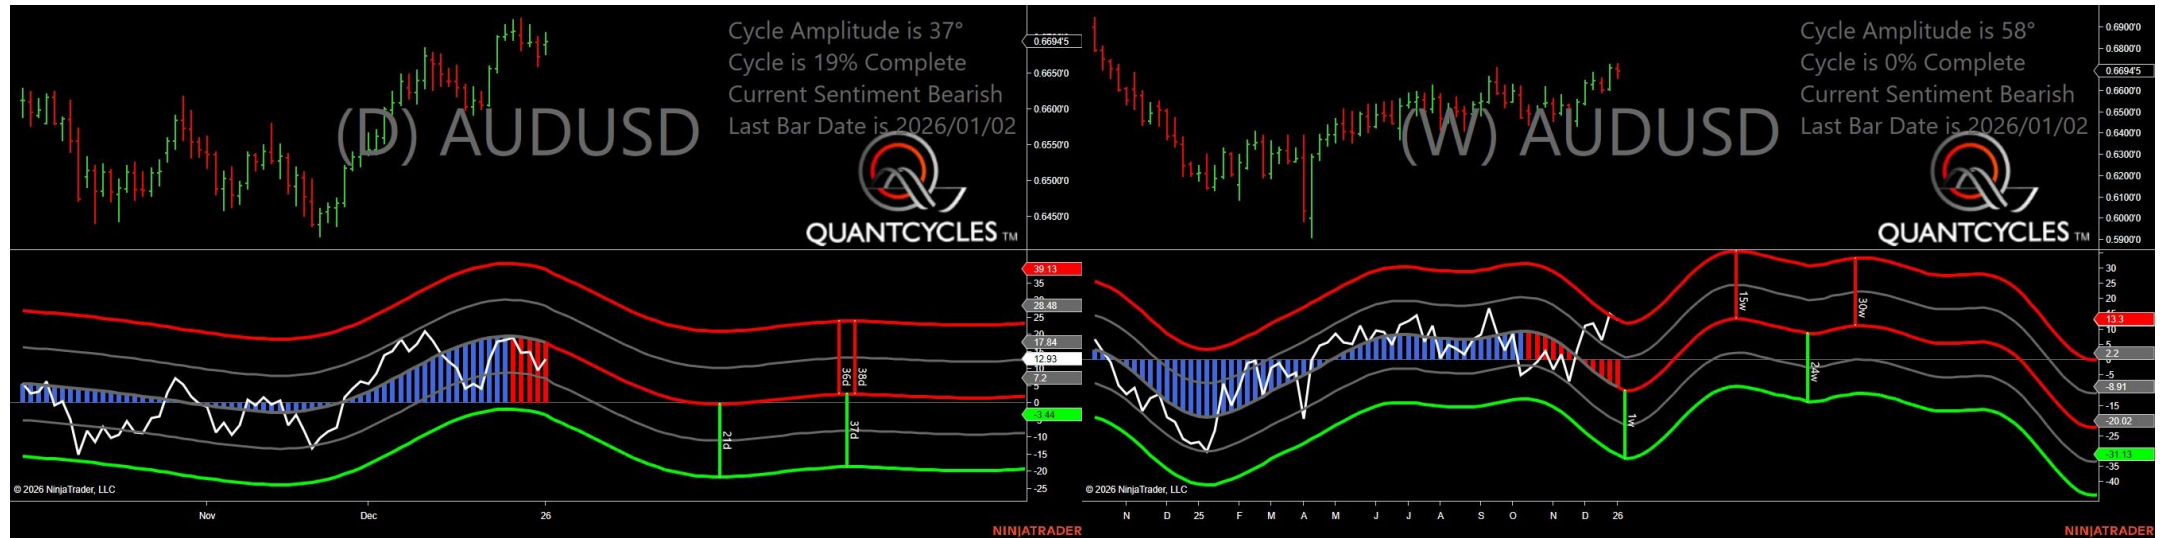 Cycle Amplitude is 37°
Cycle is 19% Complete
Current Sentiment Bearish
Last Bar Date is 2026/01/02
(D) AUDUSD
QUANTCYCLES TM
0.6694'5
0.6650'0
0.6600'0
0.6550'0
0.6500'0
0.6450'0
39.13
35
28.48
25
20
17.84
12.93
7.2
5
0
-3.44
-10
-15
-20
-25
21d
36d
38d
37d
© 2026 NinjaTrader, LLC
Nov
Dec
26
NINJATRADER
Cycle Amplitude is 58°
Cycle is 0% Complete
Current Sentiment Bearish
Last Bar Date is 2026/01/02
(W) AUDUSD
QUANTCYCLES TM
0.6900'0
0.6800'0
0.6694'5
0.6600'0
0.6500'0
0.6400'0
0.6300'0
0.6200'0
0.6100'0
0.6000'0
0.5900'0
30
25
20
13.3
10
2.2
-5
-8.91
-15
-20.02
-25
-31.13
-35
-40
1w
15w
24w
30w
© 2026 NinjaTrader, LLC
N
D
25
F
M
A
M
J
J
A
S
O
N
D
26
NINJATRADER